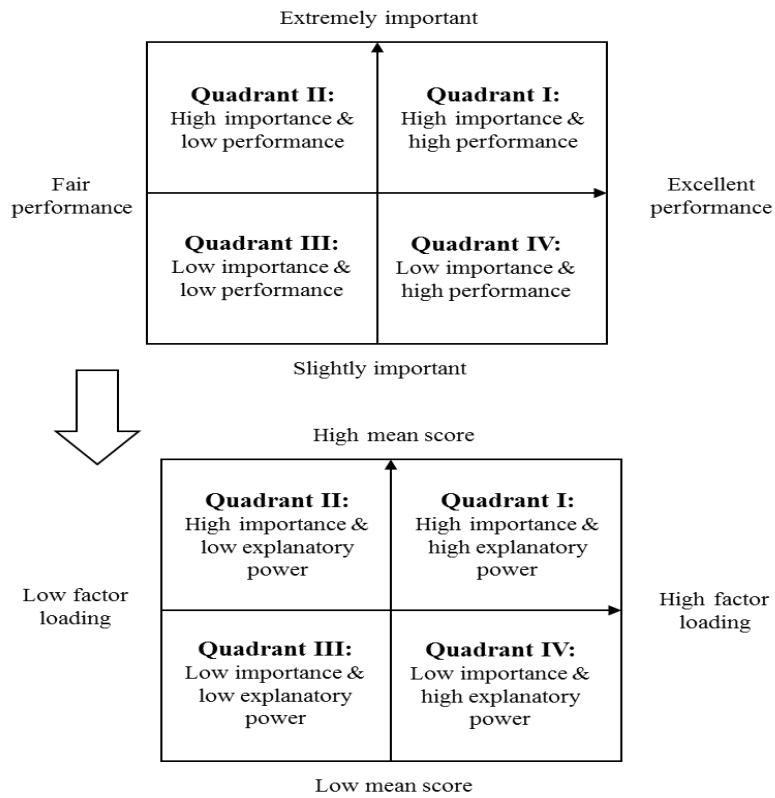 Extremely important
Quadrant II:
High importance &
low performance
Quadrant I:
High importance &
high performance
Fair
performance
Excellent
performance
Quadrant III:
Low importance &
low performance
Quadrant IV:
Low importance &
high performance
Slightly important
High mean score
Quadrant II:
High importance &
low explanatory
power
Quadrant I:
High importance &
high explanatory
power
Low factor
loading
High factor
loading
Quadrant III:
Low importance &
low explanatory
power
Quadrant IV:
Low importance &
high explanatory
power
Low mean score